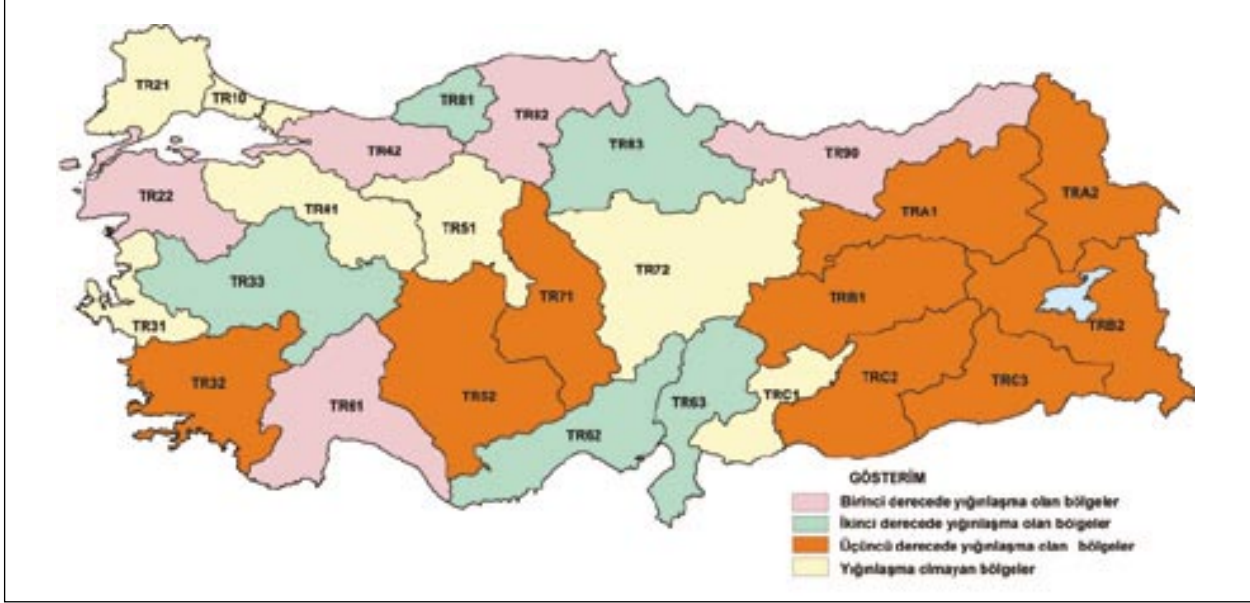 TR21
TR10
TR81
TR82
TR83
TR42
TR90
TR22
TR41
TR51
TRA1
TRA2
TR33
TR72
TR71
TRB1
TRB2
TR31
TR32
TR52
TR61
TR62
TR63
TRC1
TRC2
TRC3
GÖSTERİM
Birinci derecede yığınlaşma olan bölgeler
İkinci derecede yığınlaşma olan bölgeler
Üçüncü derecede yığınlaşma olan bölgeler
Yığınlaşma olmayan bölgeler